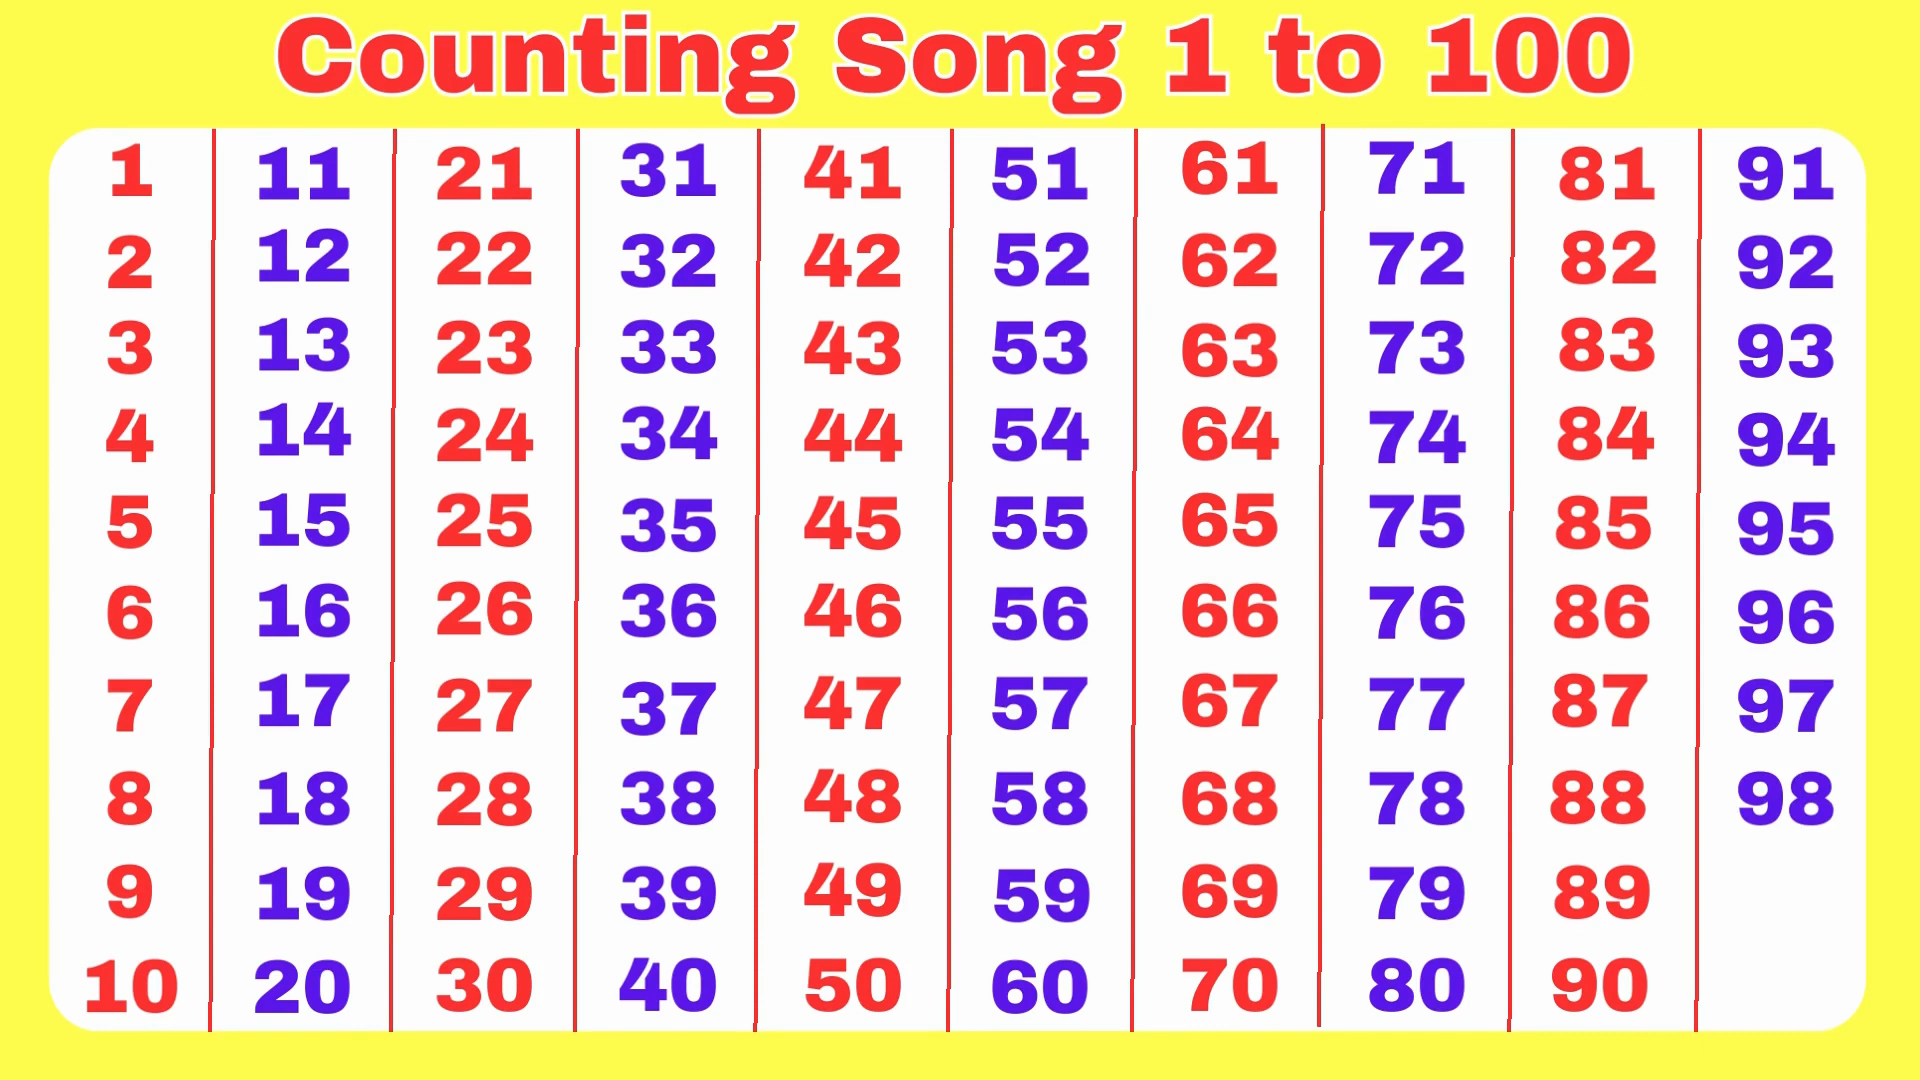 Counting Song 1 to 100
1 11 21 31 41 51 61 71 81 91
2 12 22 32 42 52 62 72 82 92
3 13 23 33 43 53 63 73 83 93
4 14 24 34 44 54 64 74 84 94
5 15 25 35 45 55 65 75 85 95
6 16 26 36 46 56 66 76 86 96
7 17 27 37 47 57 67 77 87 97
8 18 28 38 48 58 68 78 88 98
9 19 29 39 49 59 69 79 89
10 20 30 40 50 60 70 80 90